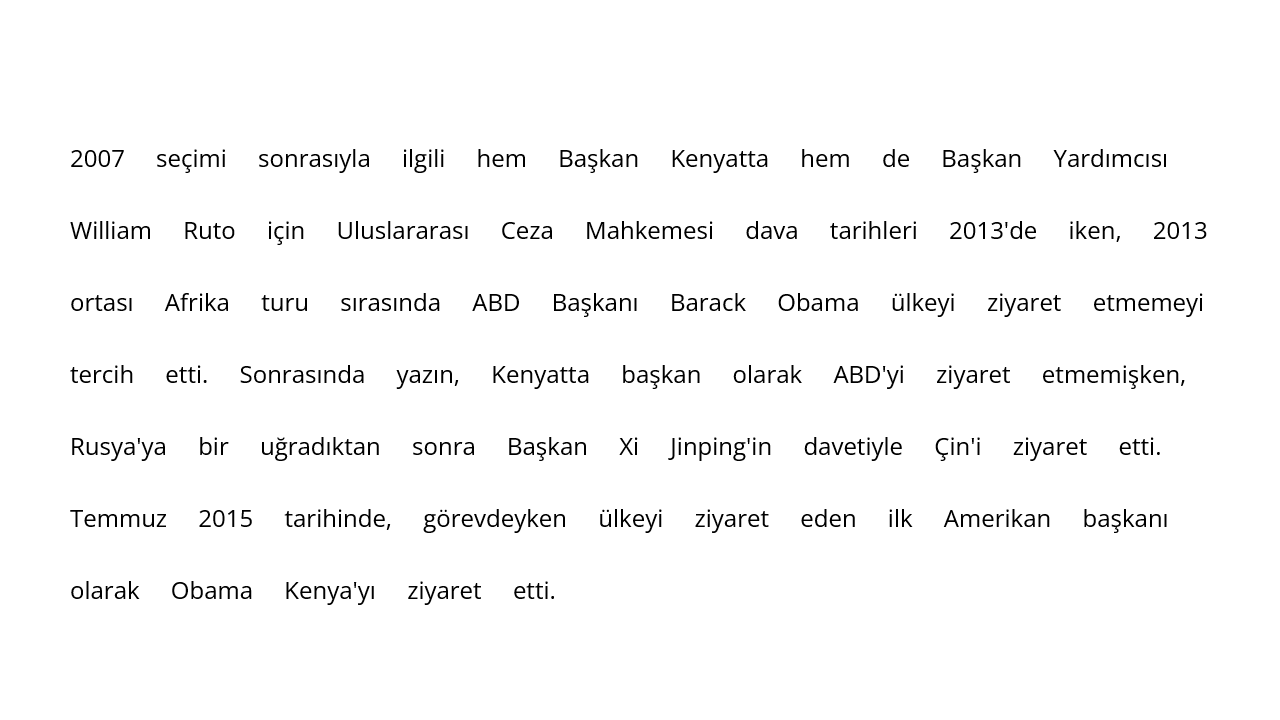 2007 seçimi sonrasıyla ilgili hem Başkan Kenyatta hem de Başkan Yardımcısı
William Ruto için Uluslararası Ceza Mahkemesi dava tarihleri 2013'de iken, 2013
ortası Afrika turu sırasında ABD Başkanı Barack Obama ülkeyi ziyaret etmemeyi
tercih etti. Sonrasında yazın, Kenyatta başkan olarak ABD'yi ziyaret etmemişken,
Rusya'ya bir uğradıktan sonra Başkan Xi Jinping'in davetiyle Çin'i ziyaret etti.
Temmuz 2015 tarihinde, görevdeyken ülkeyi ziyaret eden ilk Amerikan başkanı
olarak Obama Kenya'yı ziyaret etti.